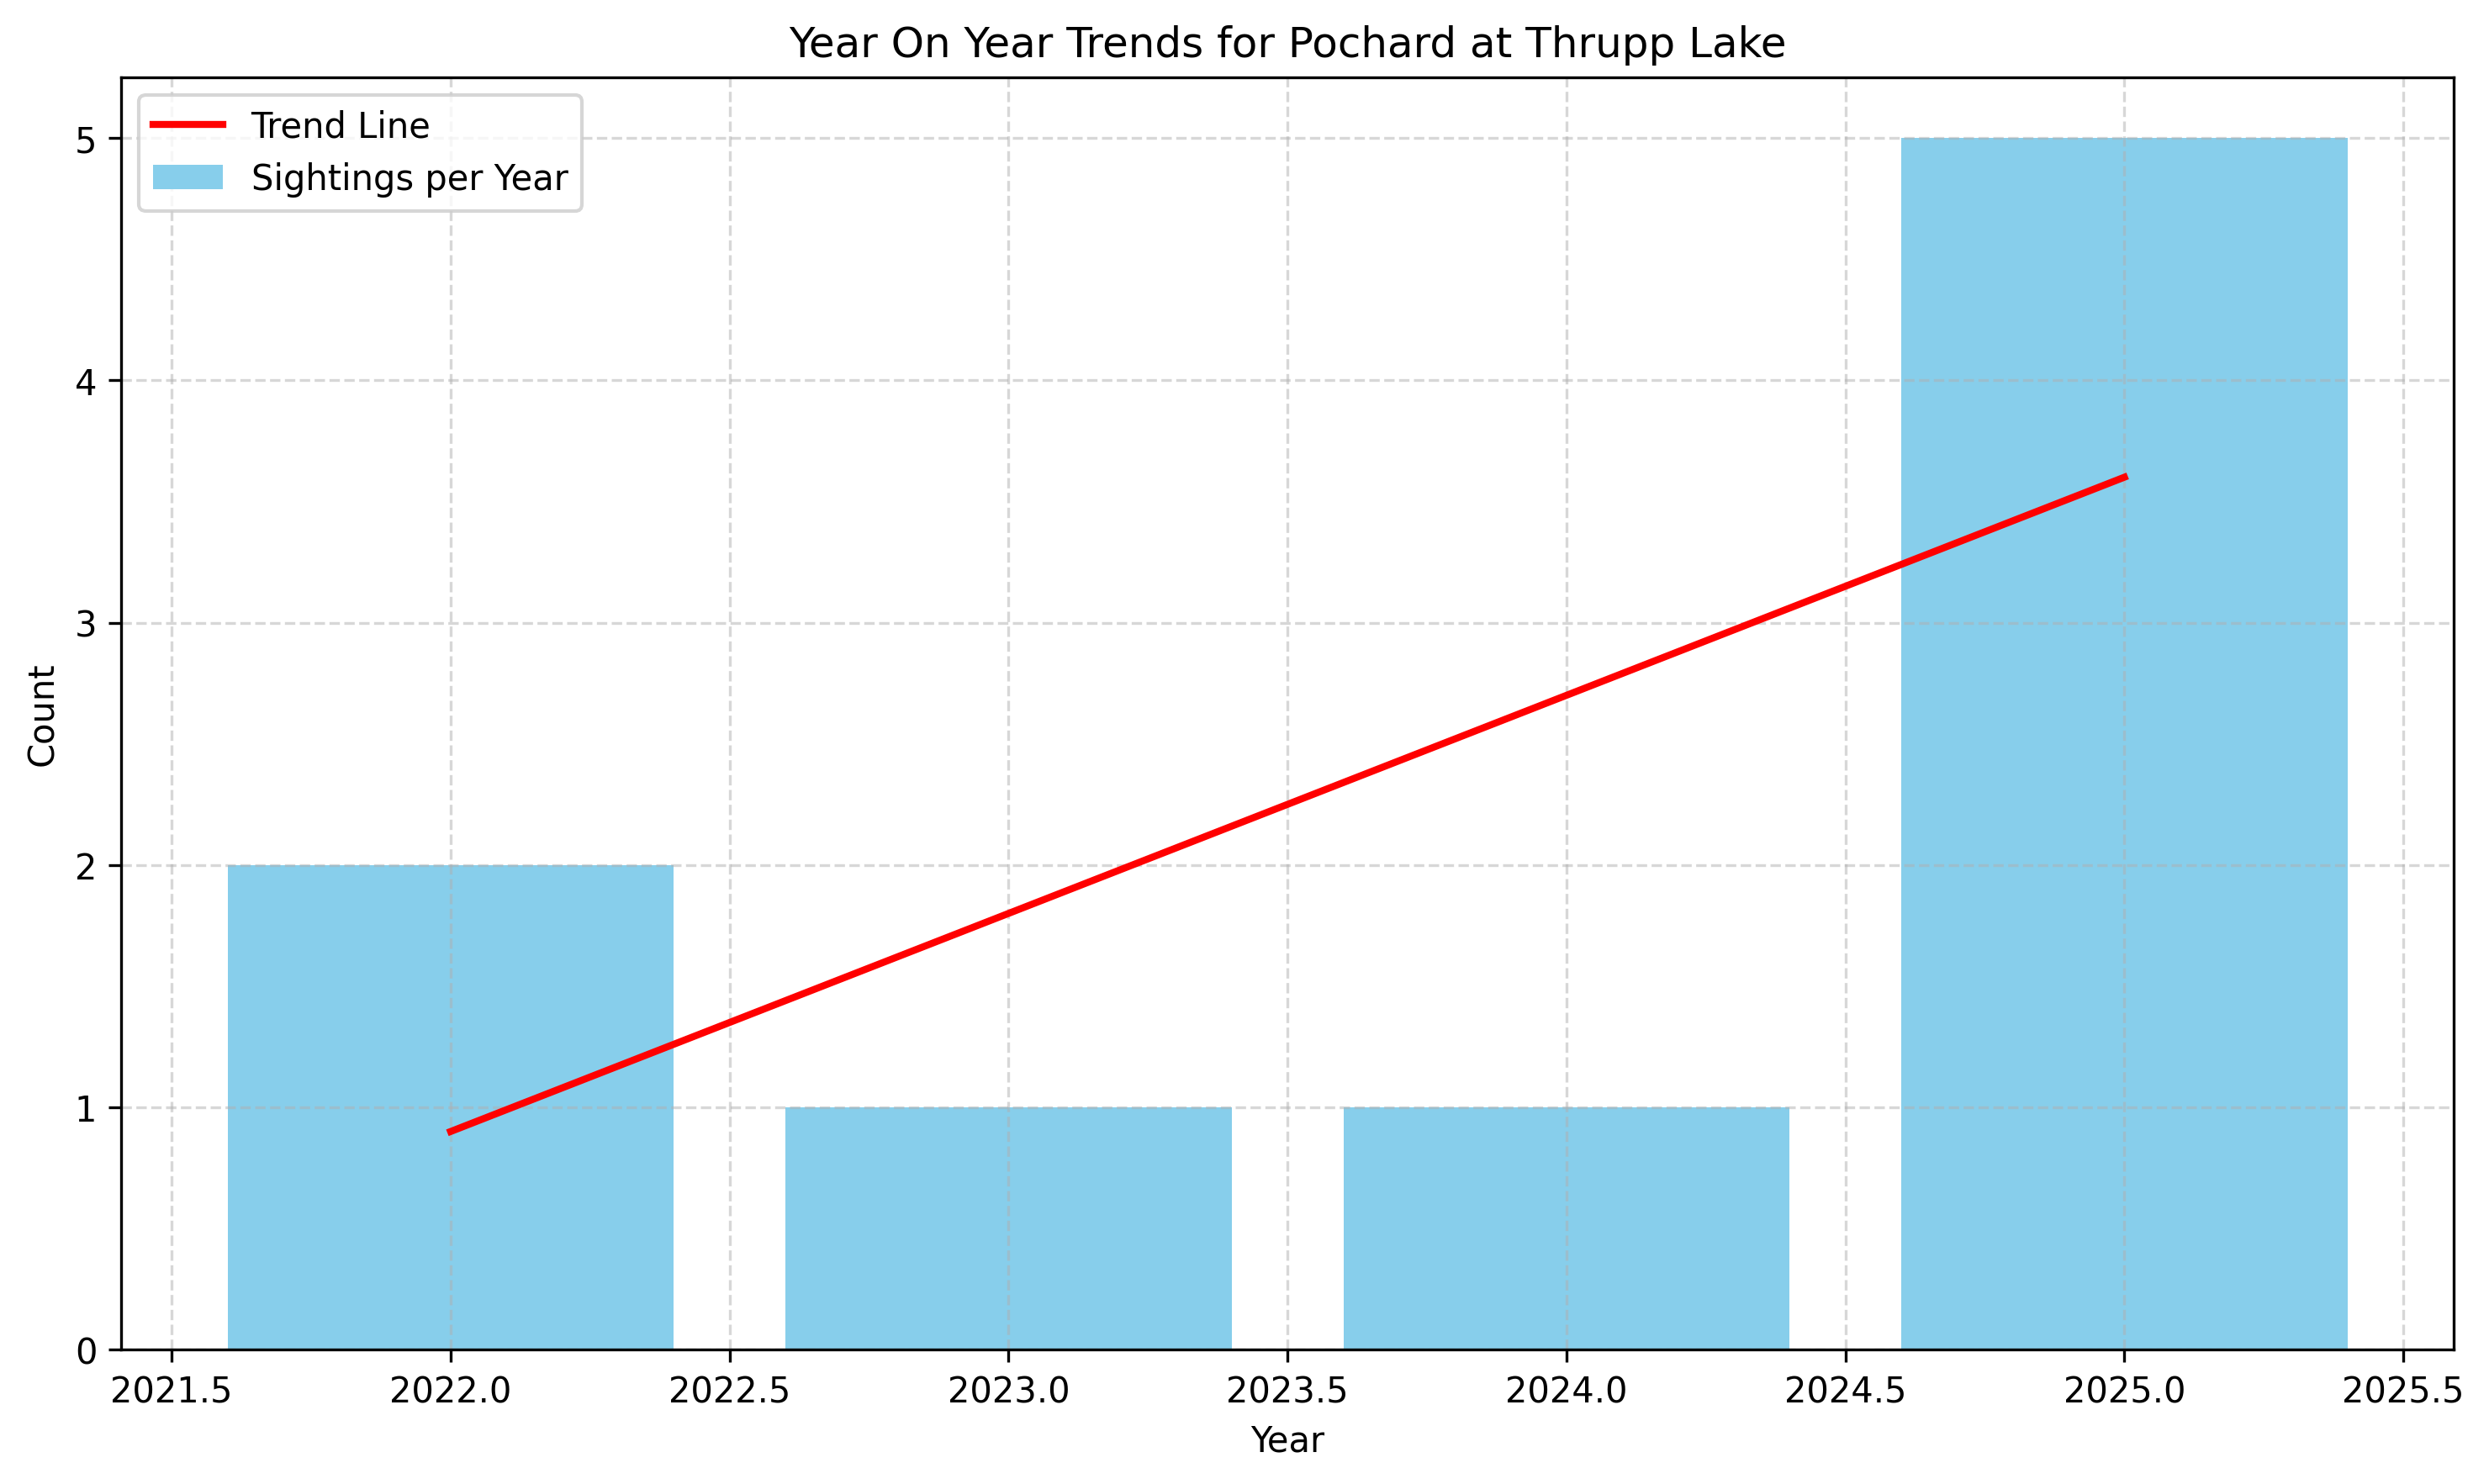 Year On Year Trends for Pochard at Thrupp Lake
Trend Line
Sightings per Year
5
4
3
2
1
0
Count
2021.5 2022.0 2022.5 2023.0 2023.5 2024.0 2024.5 2025.0 2025.5
Year